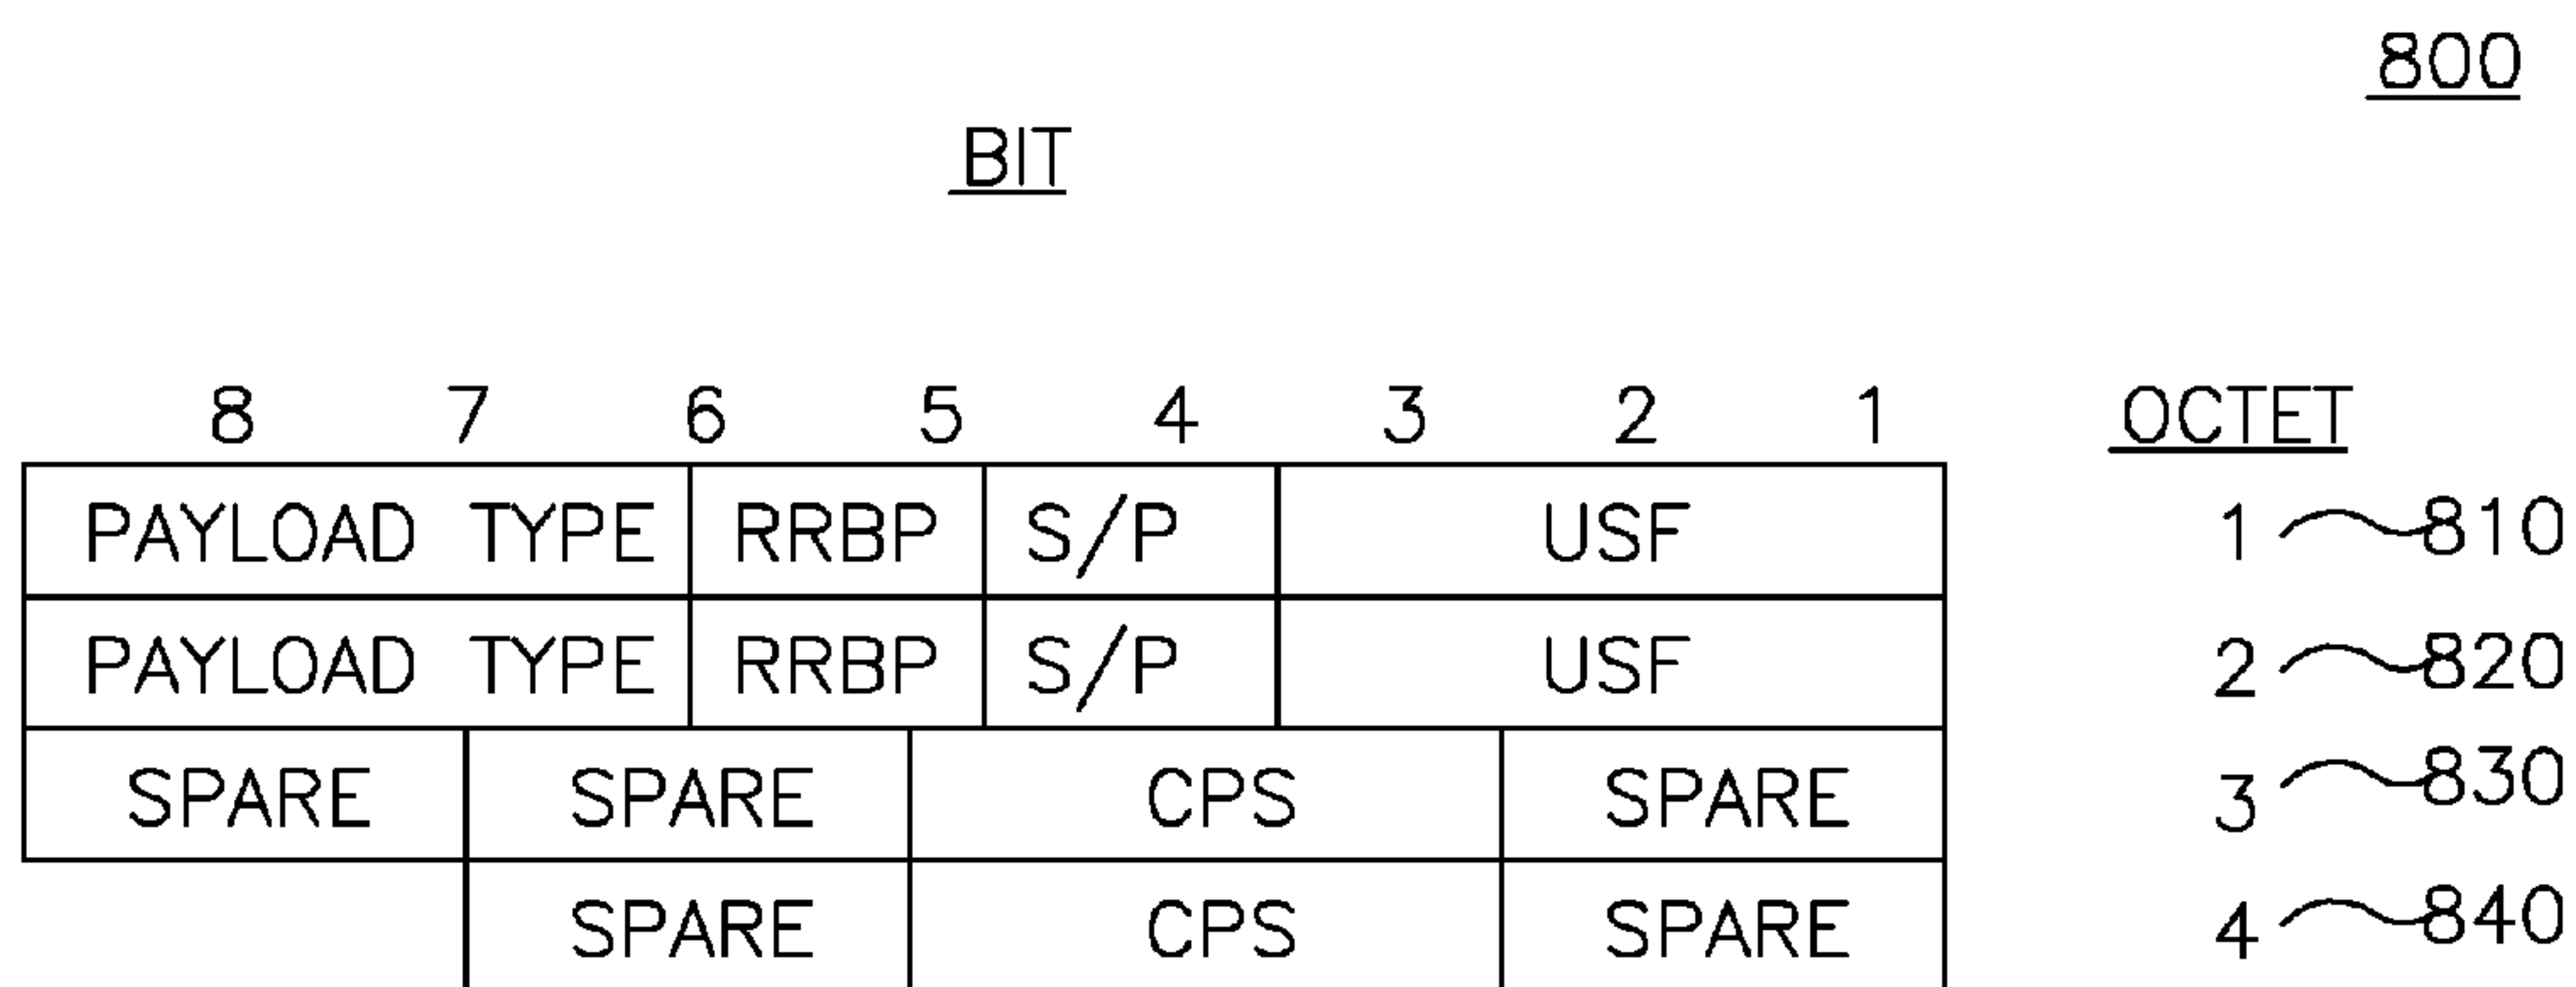 800
BIT
8 7 6 5 4 3 2 1 OCTET
PAYLOAD TYPE RRBP S/P USF 1 810
PAYLOAD TYPE RRBP S/P USF 2 820
SPARE SPARE CPS SPARE 3 830
SPARE CPS SPARE 4 840